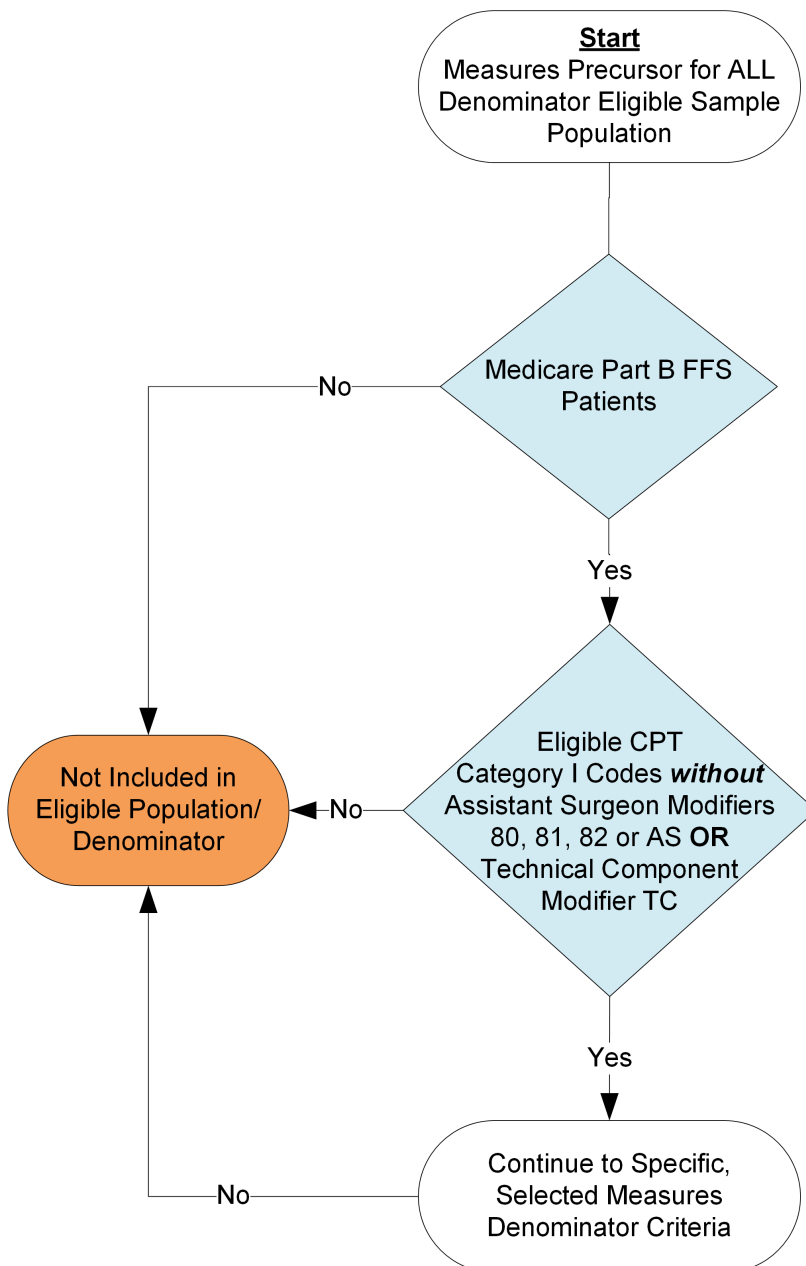 Start
Measures Precursor for ALL
Denominator Eligible Sample
Population
Medicare Part B FFS
Patients
No
Yes
Eligible CPT
Category I Codes without
Assistant Surgeon Modifiers
80, 81, 82 or AS OR
Technical Component
Modifier TC
No
Not Included in
Eligible Population/
Denominator
Yes
Continue to Specific,
Selected Measures
Denominator Criteria
No